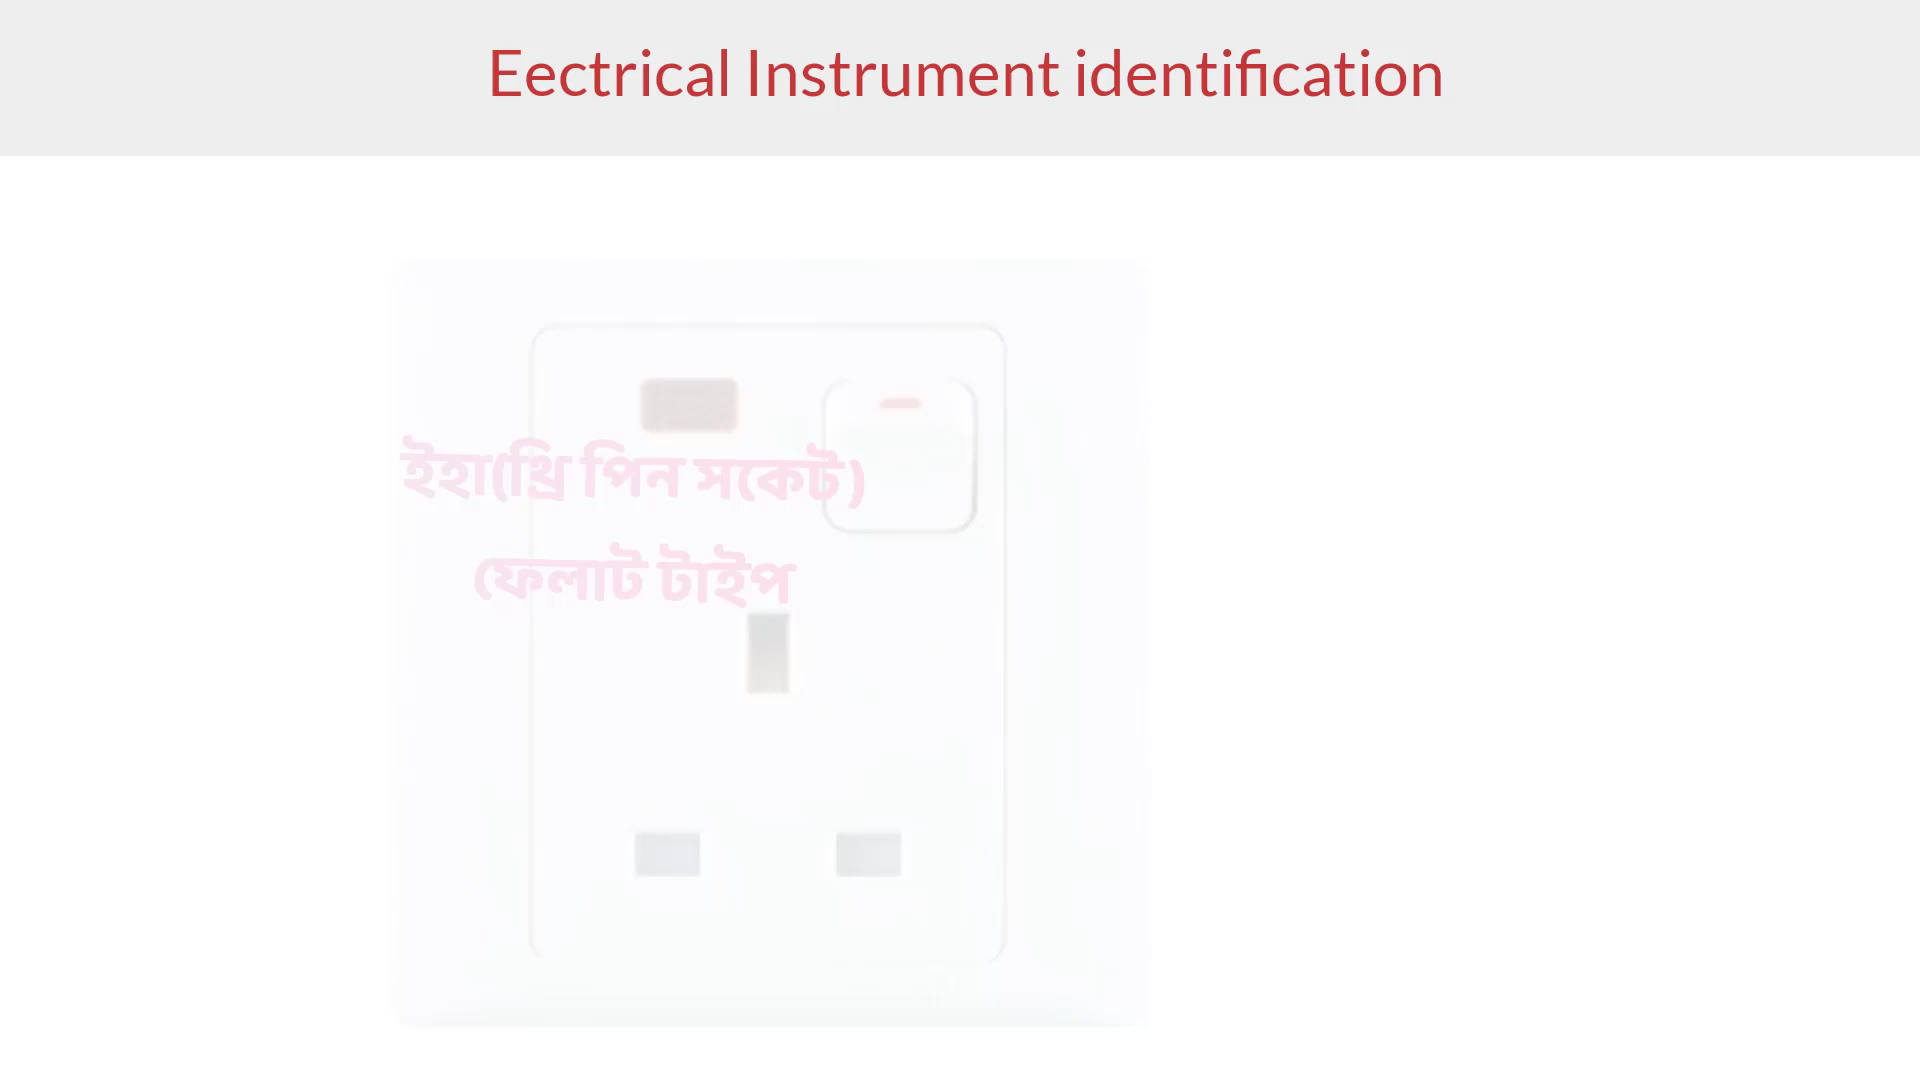 Eectrical Instrument identification
ইহা(থ্রি পিন সকেট)
ফেলাট টাইপ